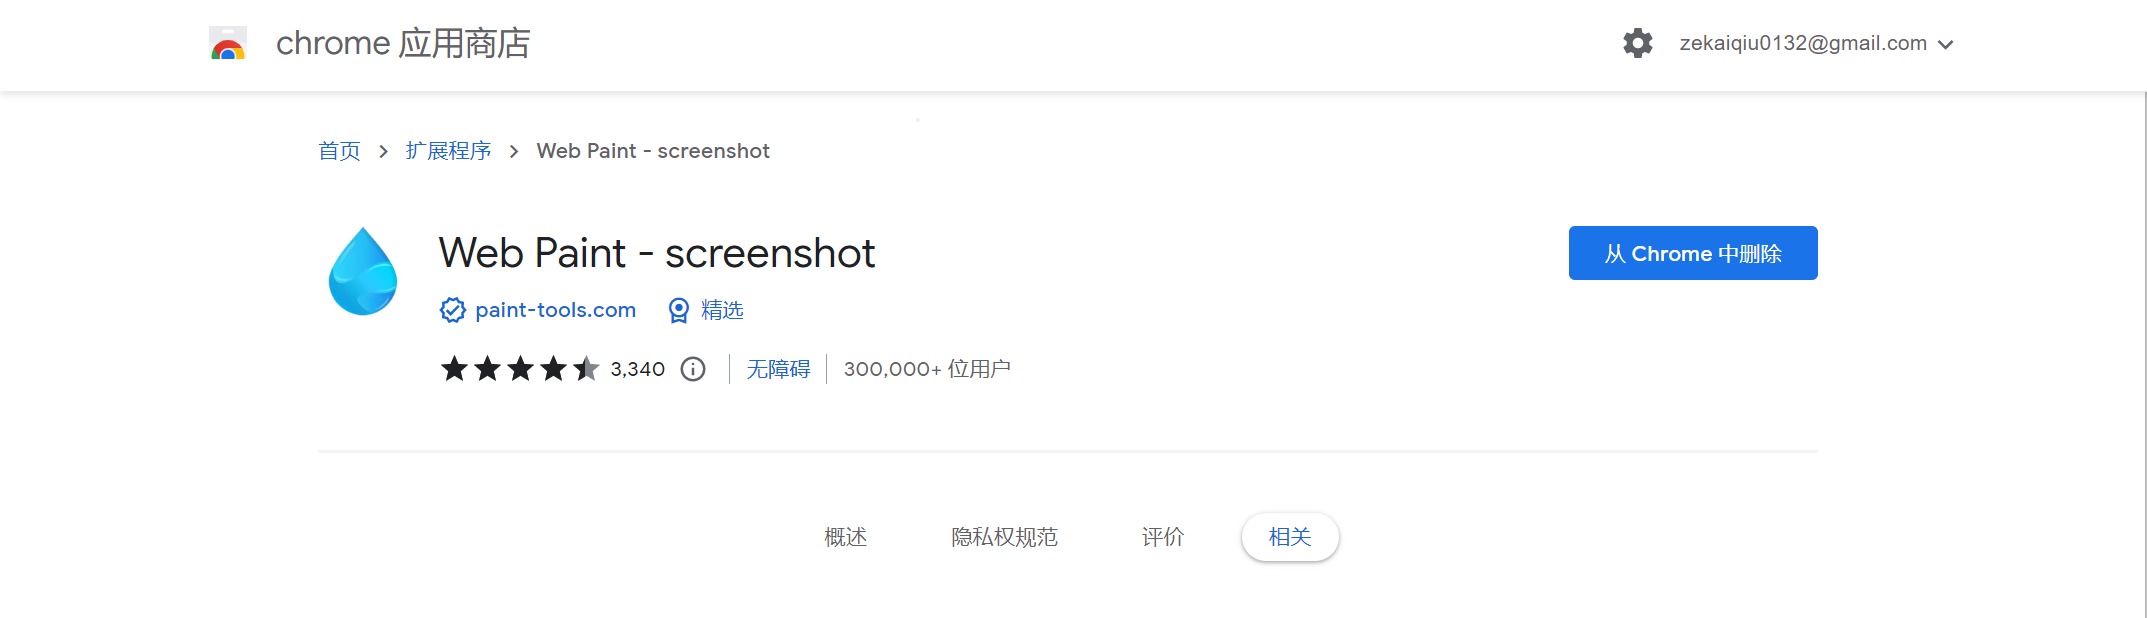 chrome 应用商店
zekaiqiu0132@gmail.com
首页 > 扩展程序 > Web Paint - screenshot
Web Paint - screenshot
从 Chrome 中删除
paint-tools.com 精选
3,340 无障碍 300,000+ 位用户
概述 隐私权规范 评价 相关